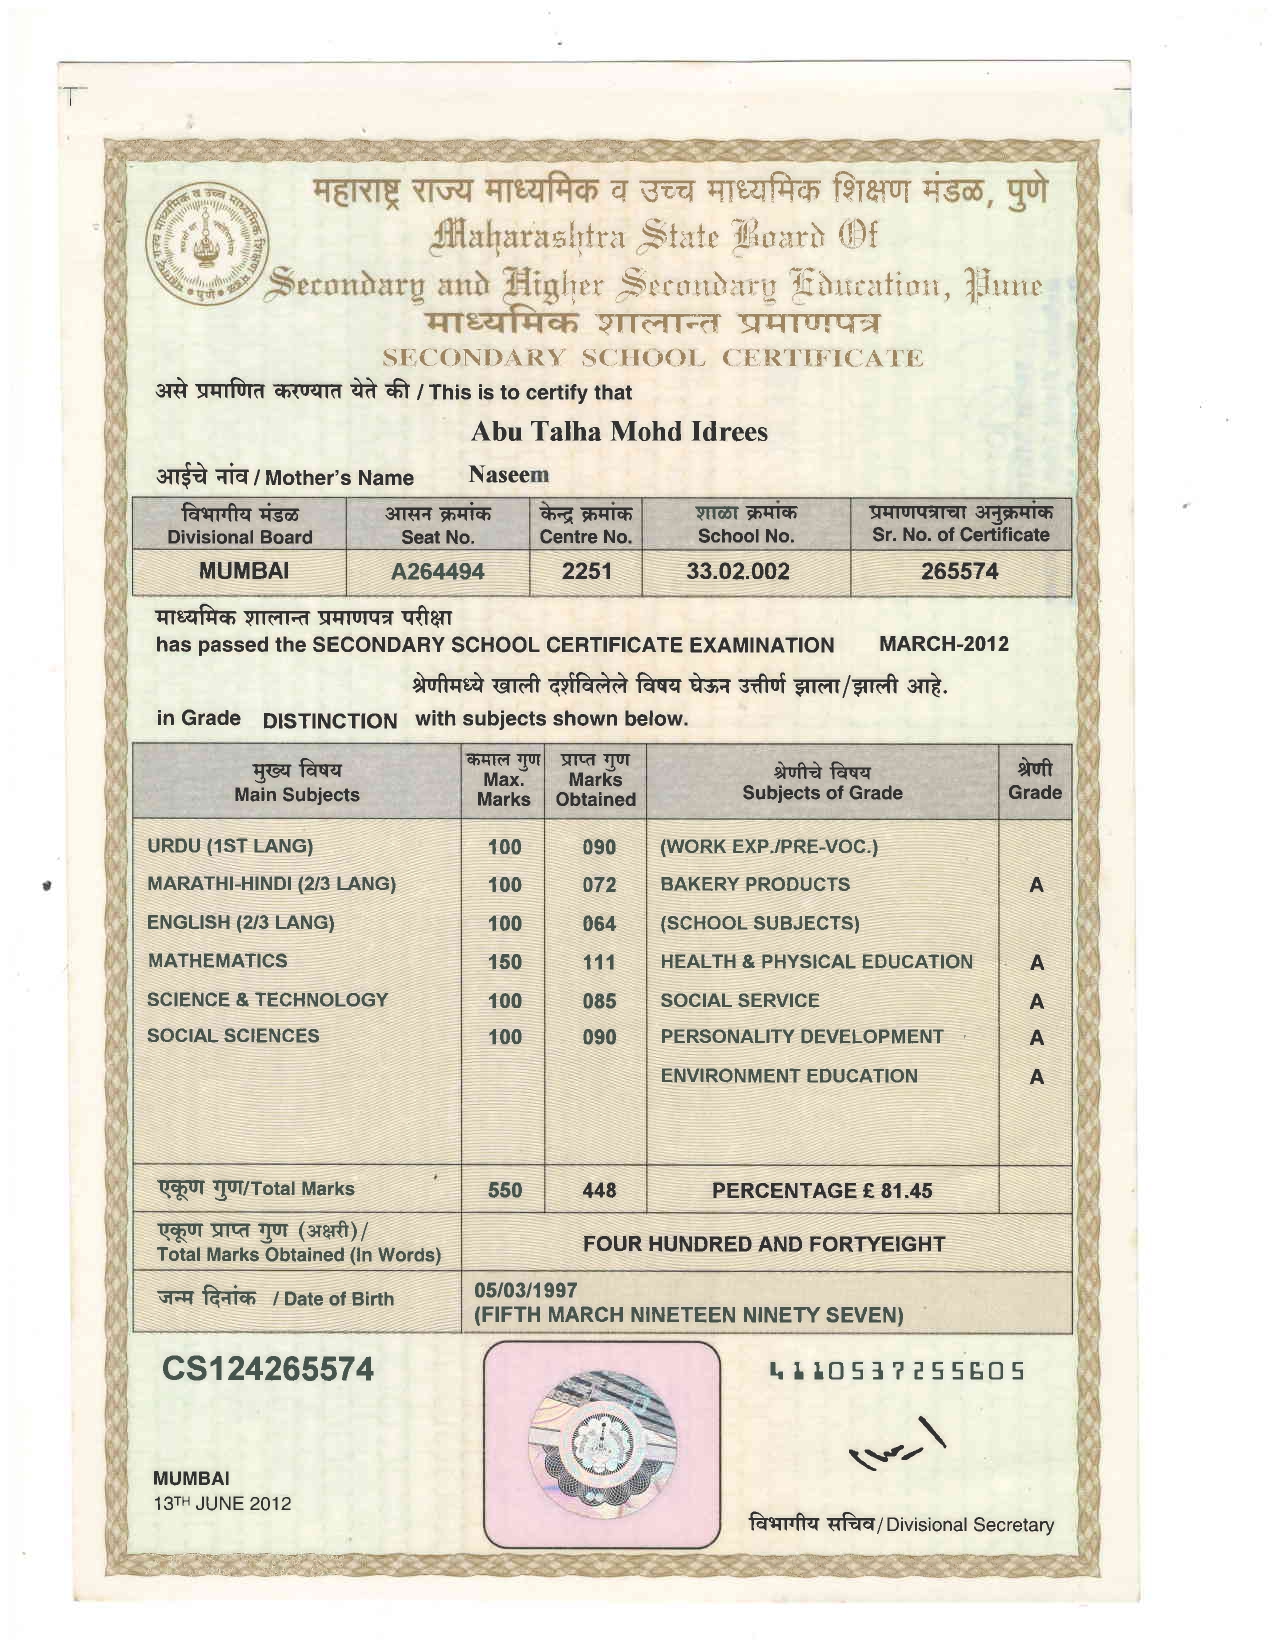 महाराष्ट्र राज्य माध्यमिक व उच्च माध्यमिक शिक्षण मंडळ, पुणे
Maharashtra State Board Of
Secondary and Higher Secondary Education, Pune
माध्यमिक शालान्त प्रमाणपत्र
SECONDARY SCHOOL CERTIFICATE
असे प्रमाणित करण्यात येते की / This is to certify that
Abu Talha Mohd Idrees
आईचे नांव / Mother's Name Naseem
विभागीय मंडळ आसन क्रमांक केन्द्र क्रमांक शाळा क्रमांक प्रमाणपत्राचा अनुक्रमांक
Divisional Board Seat No. Centre No. School No. Sr. No. of Certificate
MUMBAI A264494 2251 33.02.002 265574
माध्यमिक शालान्त प्रमाणपत्र परीक्षा
has passed the SECONDARY SCHOOL CERTIFICATE EXAMINATION MARCH-2012
श्रेणीमध्ये खाली दर्शविलेले विषय घेऊन उत्तीर्ण झाला/झाली आहे.
in Grade DISTINCTION with subjects shown below.
मुख्य विषय कमाल गुण प्राप्त गुण श्रेणीचे विषय श्रेणी
Main Subjects Max. Marks Marks Obtained Subjects of Grade Grade
URDU (1ST LANG) 100 090 (WORK EXP./PRE-VOC.)
MARATHI-HINDI (2/3 LANG) 100 072 BAKERY PRODUCTS A
ENGLISH (2/3 LANG) 100 064 (SCHOOL SUBJECTS)
MATHEMATICS 150 111 HEALTH & PHYSICAL EDUCATION A
SCIENCE & TECHNOLOGY 100 085 SOCIAL SERVICE A
SOCIAL SCIENCES 100 090 PERSONALITY DEVELOPMENT A
ENVIRONMENT EDUCATION A
एकूण गुण/Total Marks 550 448 PERCENTAGE £ 81.45
एकूण प्राप्त गुण (अक्षरी)/
Total Marks Obtained (In Words) FOUR HUNDRED AND FORTYEIGHT
जन्म दिनांक / Date of Birth 05/03/1997
(FIFTH MARCH NINETEEN NINETY SEVEN)
CS124265574 4110537255605
MUMBAI
13TH JUNE 2012
विभागीय सचिव/Divisional Secretary